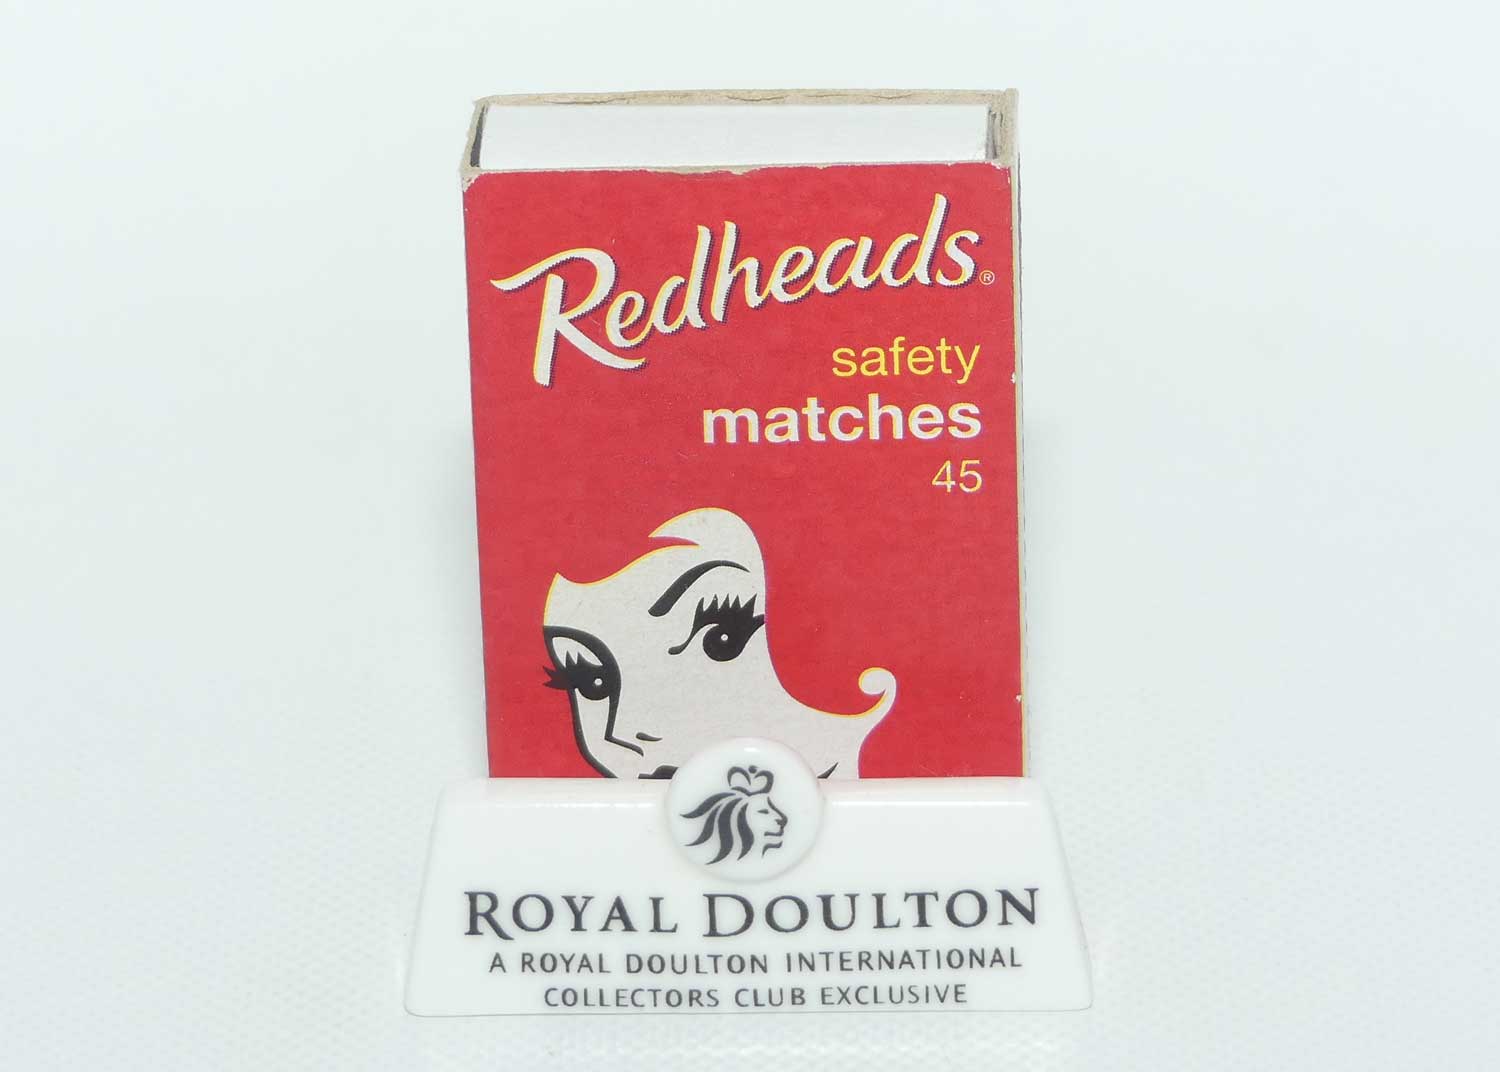 Redheads®
safety
matches
45
ROYAL DOULTON
A ROYAL DOULTON INTERNATIONAL
COLLECTORS CLUB EXCLUSIVE